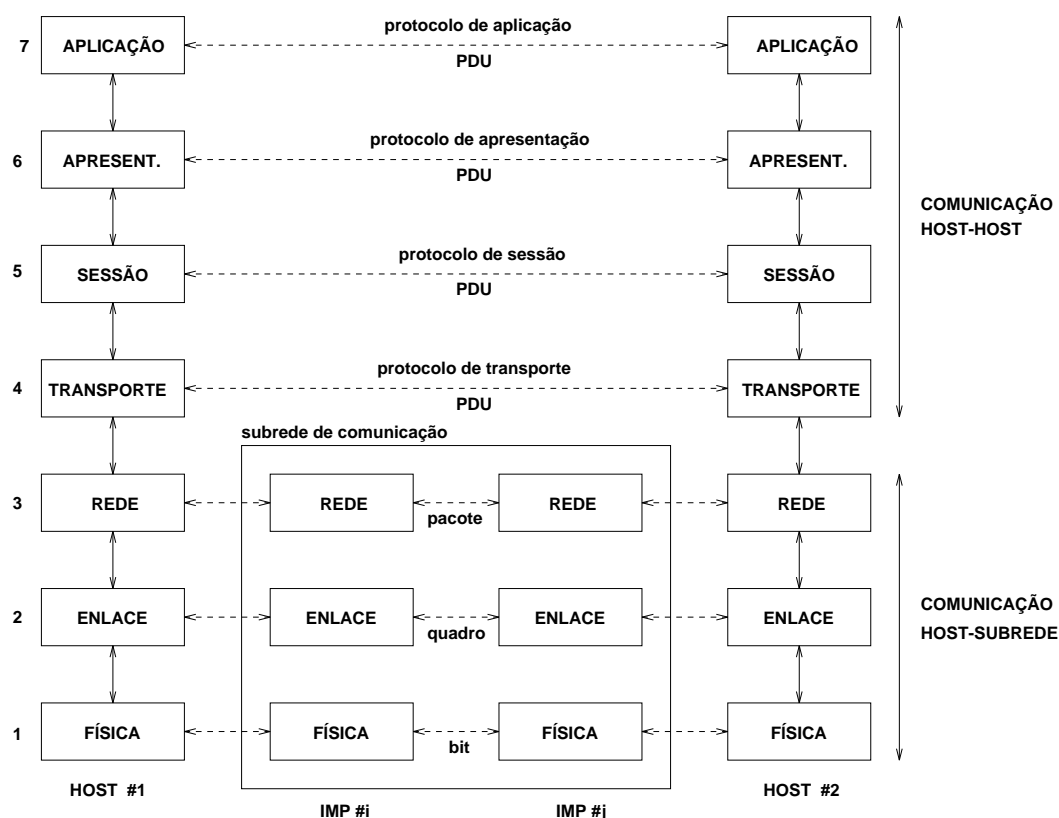 protocolo de aplicação
7 APLICAÇÃO APLICAÇÃO
PDU
protocolo de apresentação
6 APRESENT. APRESENT.
PDU
COMUNICAÇÃO
HOST-HOST
protocolo de sessão
5 SESSÃO SESSÃO
PDU
protocolo de transporte
4 TRANSPORTE TRANSPORTE
PDU
subrede de comunicação
3 REDE REDE REDE REDE
pacote
COMUNICAÇÃO
2 ENLACE ENLACE ENLACE ENLACE
quadro
HOST-SUBREDE
1 FÍSICA FÍSICA FÍSICA FÍSICA
bit
HOST #1 HOST #2
IMP #i IMP #j